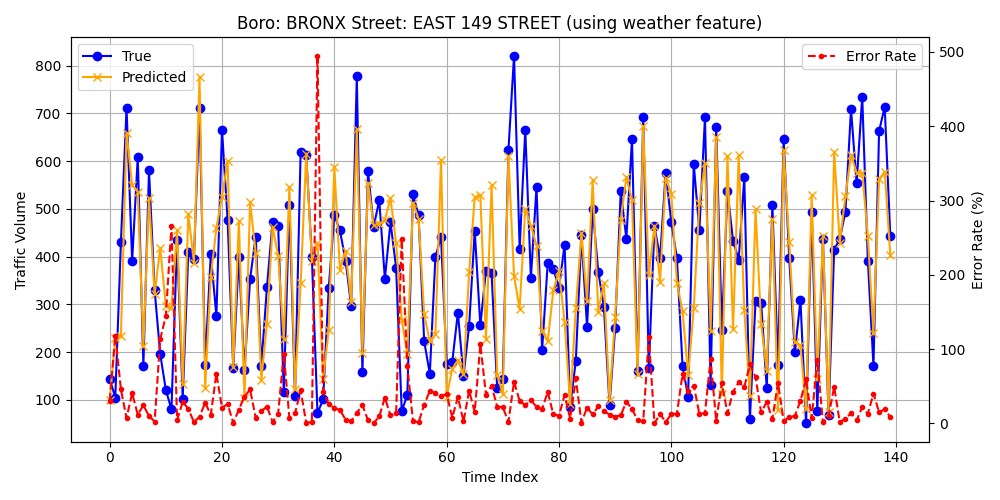 Boro: BRONX Street: EAST 149 STREET (using weather feature)
True
Predicted
Error Rate
800
700
600
500
400
300
200
100
Traffic Volume
500
400
300
200
100
0
Error Rate (%)
0 20 40 60 80 100 120 140
Time Index